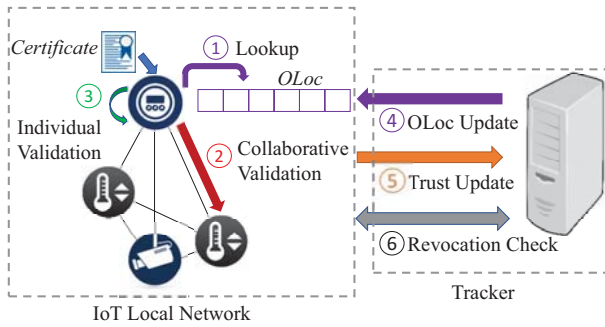 Certificate
① Lookup
OLoc
③
Individual
Validation
② Collaborative
Validation
④ OLoc Update
⑤ Trust Update
⑥ Revocation Check
IoT Local Network
Tracker